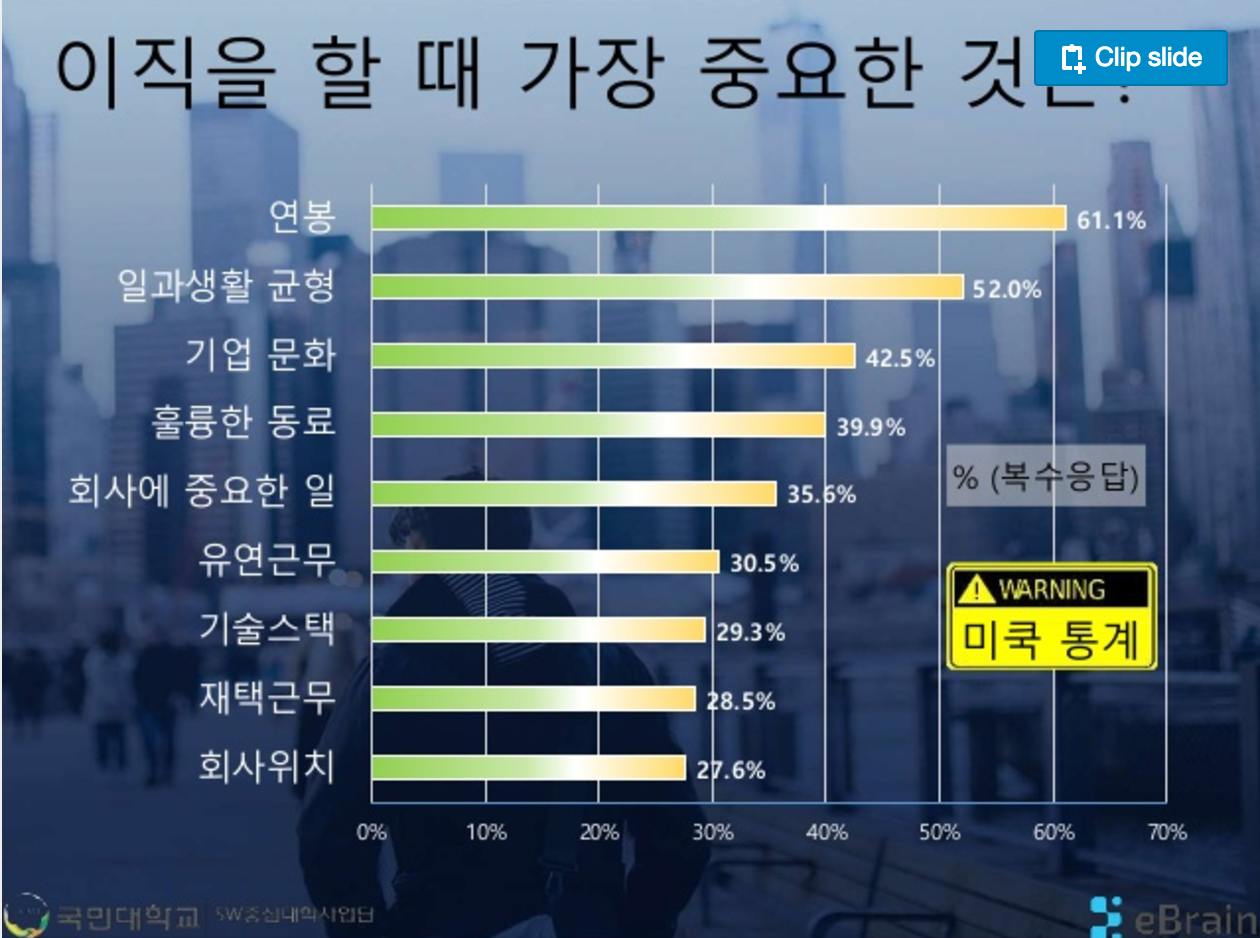 이직을 할 때 가장 중요한 것은?
Clip slide
연봉
61.1%
일과생활 균형
52.0%
기업 문화
42.5%
훌륭한 동료
39.9%
회사에 중요한 일
35.6%
유연근무
30.5%
기술스택
29.3%
재택근무
28.5%
회사위치
27.6%
% (복수응답)
WARNING
미쿡 통계
0% 10% 20% 30% 40% 50% 60% 70%
국민대학교 SW중심대학사업단
eBrain